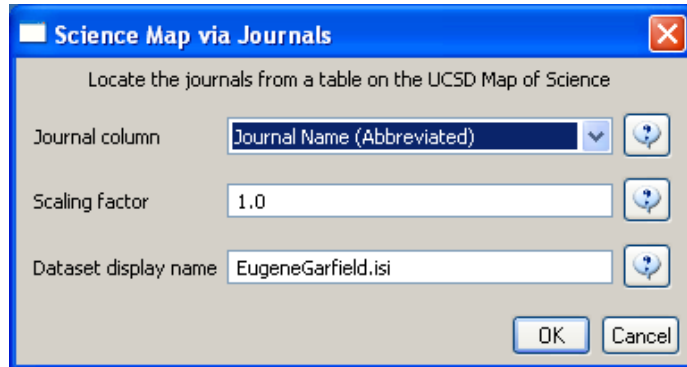 Science Map via Journals
Locate the journals from a table on the UCSD Map of Science
Journal column Journal Name (Abbreviated)
Scaling factor 1.0
Dataset display name EugeneGarfield.isi
OK Cancel